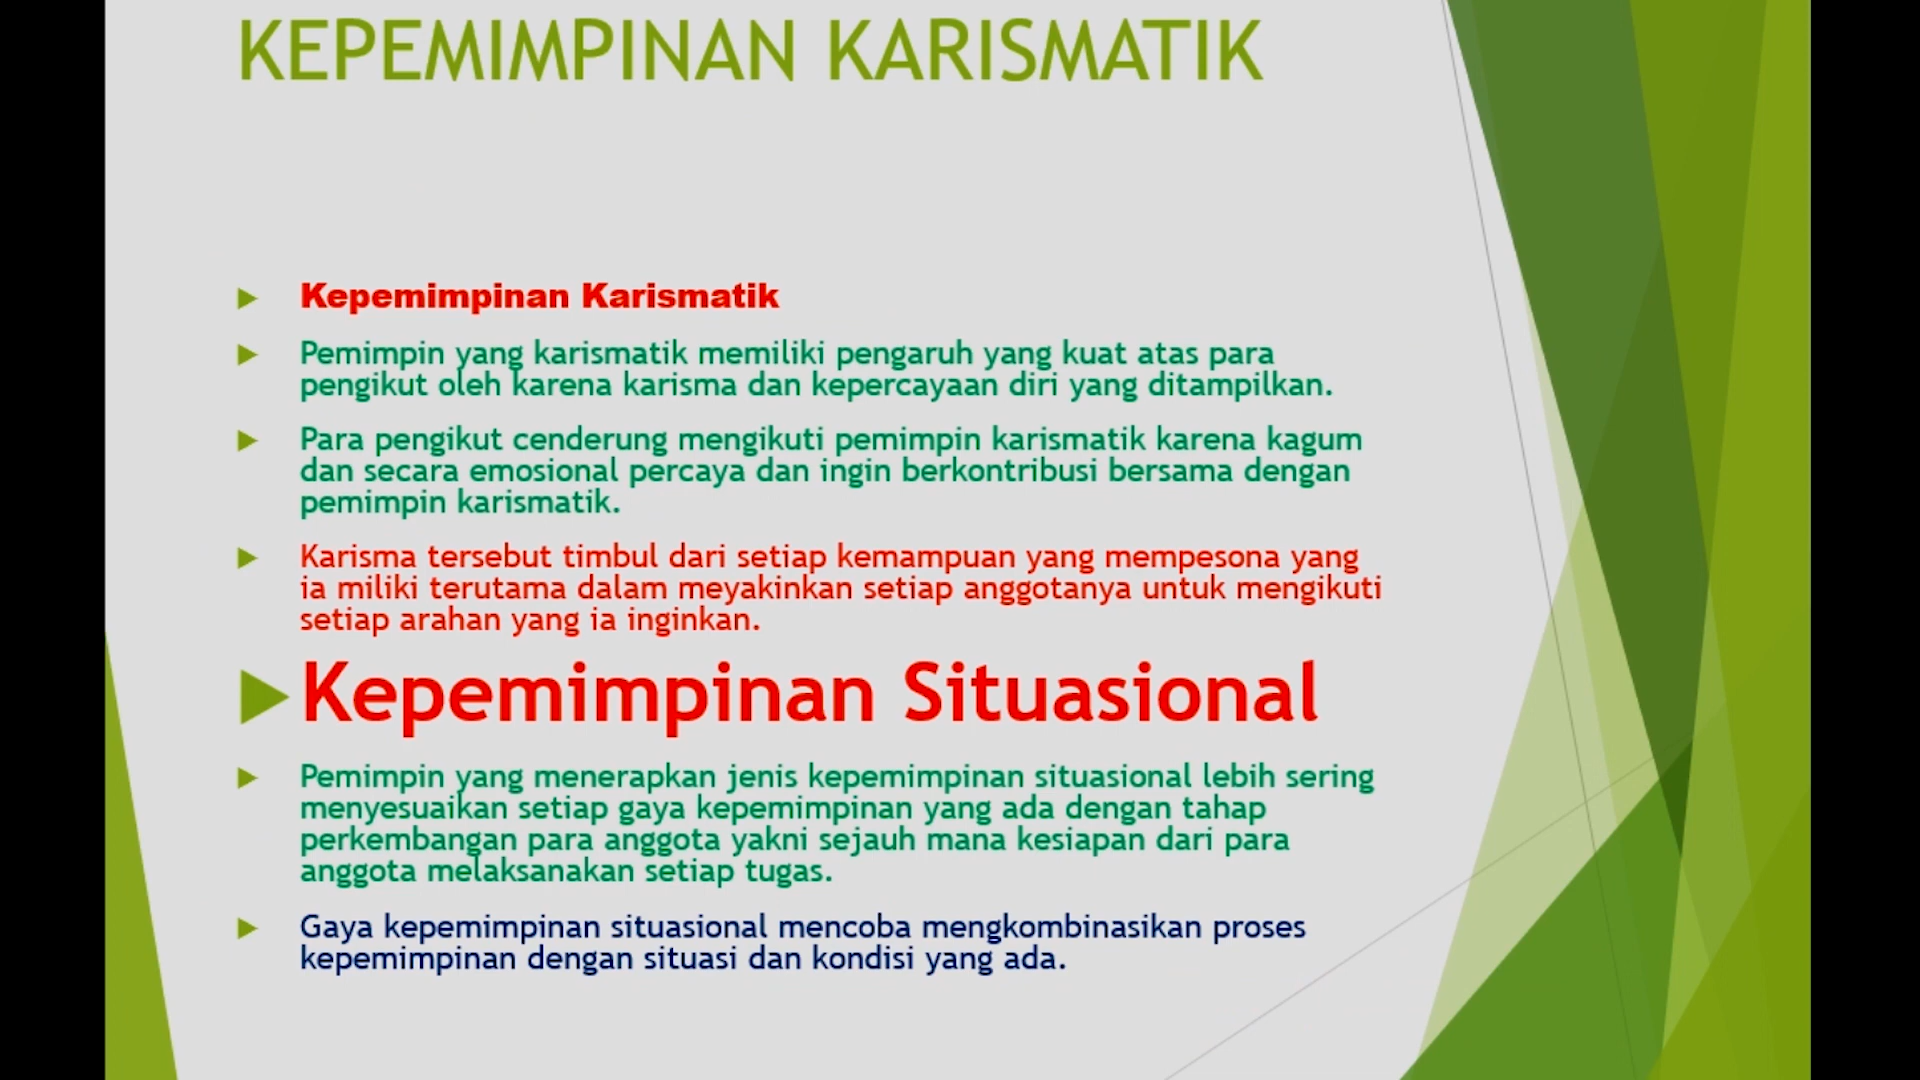 KEPEMIMPINAN KARISMATIK
Kepemimpinan Karismatik
Pemimpin yang karismatik memiliki pengaruh yang kuat atas para
pengikut oleh karena karisma dan kepercayaan diri yang ditampilkan.
Para pengikut cenderung mengikuti pemimpin karismatik karena kagum
dan secara emosional percaya dan ingin berkontribusi bersama dengan
pemimpin karismatik.
Karisma tersebut timbul dari setiap kemampuan yang mempesona yang
ia miliki terutama dalam meyakinkan setiap anggotanya untuk mengikuti
setiap arahan yang ia inginkan.
Kepemimpinan Situasional
Pemimpin yang menerapkan jenis kepemimpinan situasional lebih sering
menyesuaikan setiap gaya kepemimpinan yang ada dengan tahap
perkembangan para anggota yakni sejauh mana kesiapan dari para
anggota melaksanakan setiap tugas.
Gaya kepemimpinan situasional mencoba mengkombinasikan proses
kepemimpinan dengan situasi dan kondisi yang ada.